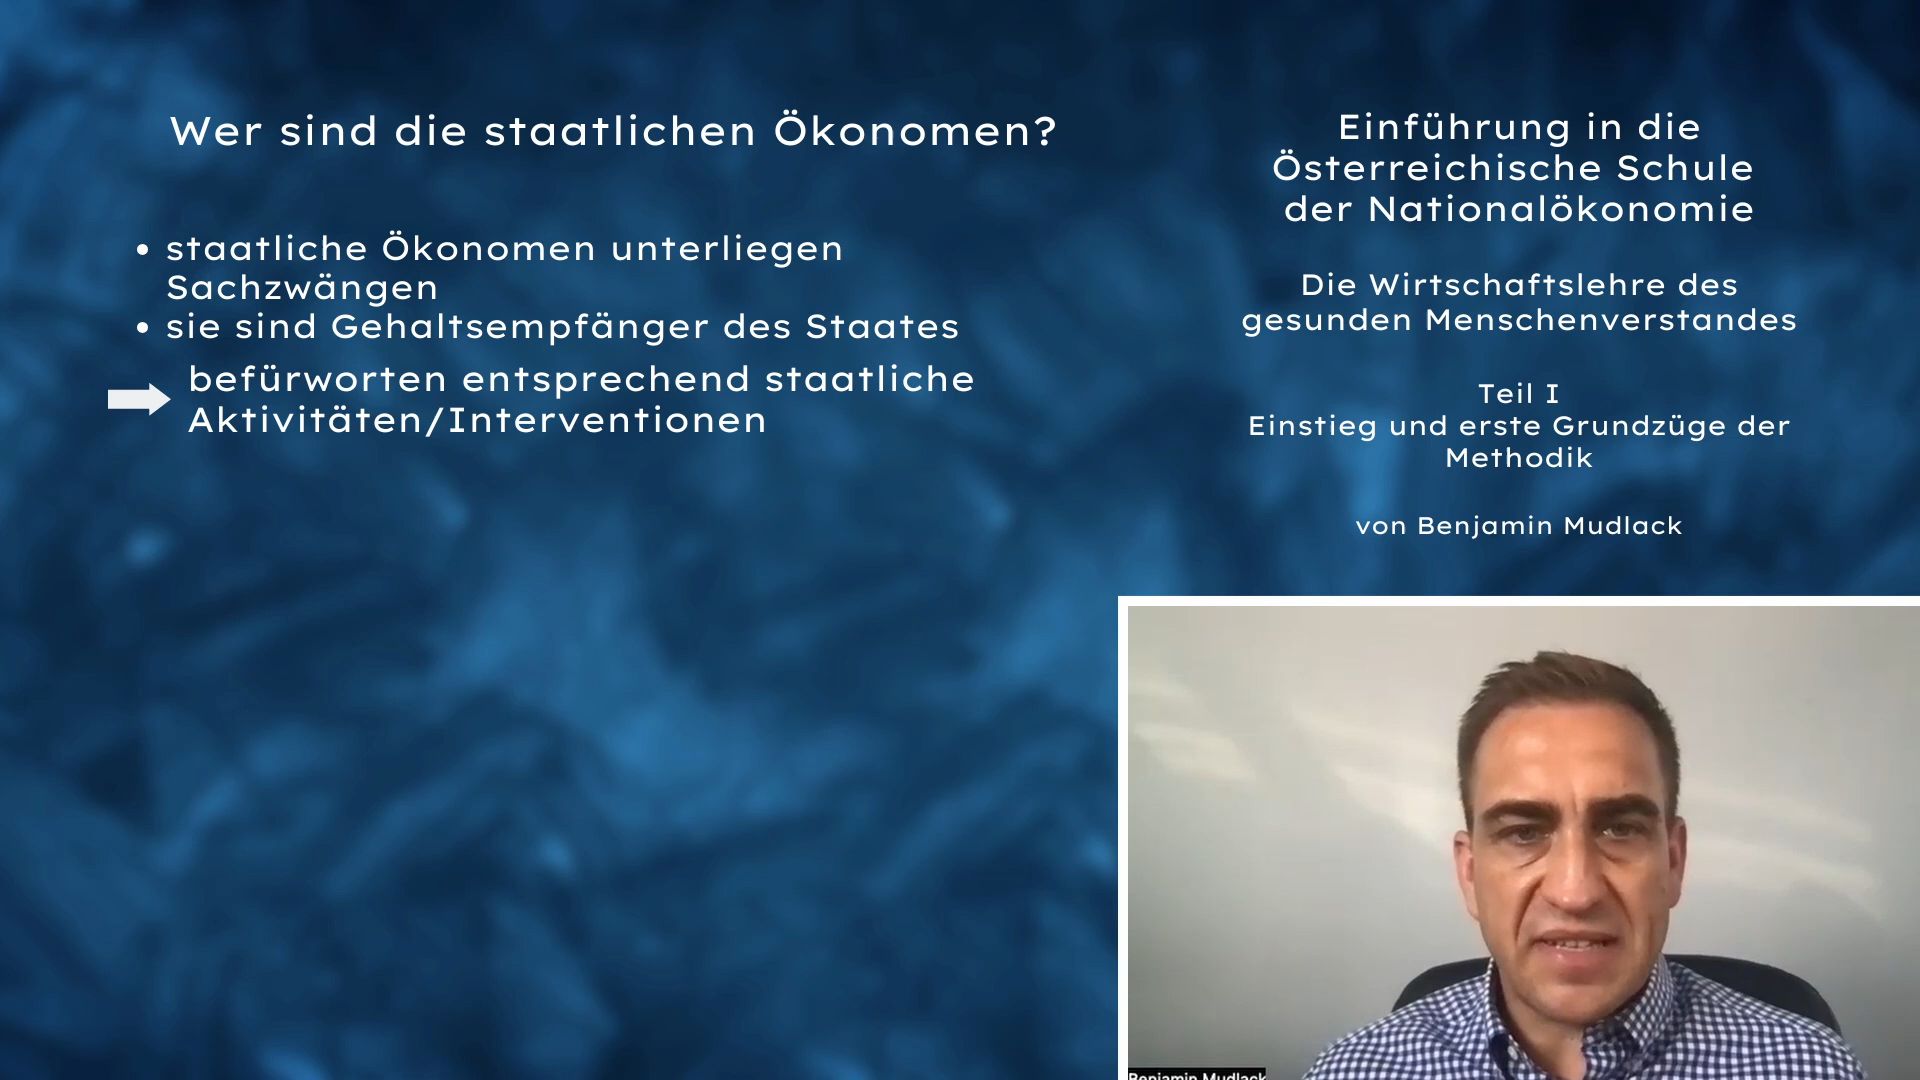 Wer sind die staatlichen Ökonomen?
• staatliche Ökonomen unterliegen
Sachzwängen
• sie sind Gehaltsempfänger des Staates
befürworten entsprechend staatliche
Aktivitäten/Interventionen
Einführung in die
Österreichische Schule
der Nationalökonomie
Die Wirtschaftslehre des
gesunden Menschenverstandes
Teil I
Einstieg und erste Grundzüge der
Methodik
von Benjamin Mudlack
Benjamin Mudlack